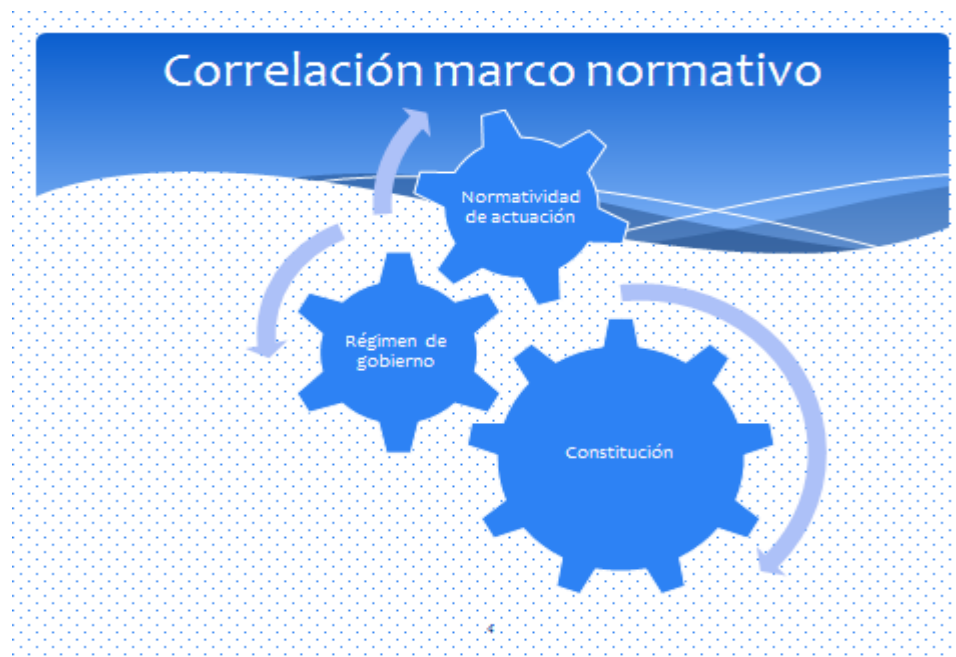 Correlación marco normativo
Normatividad
de actuación
Régimen de
gobierno
Constitución
4